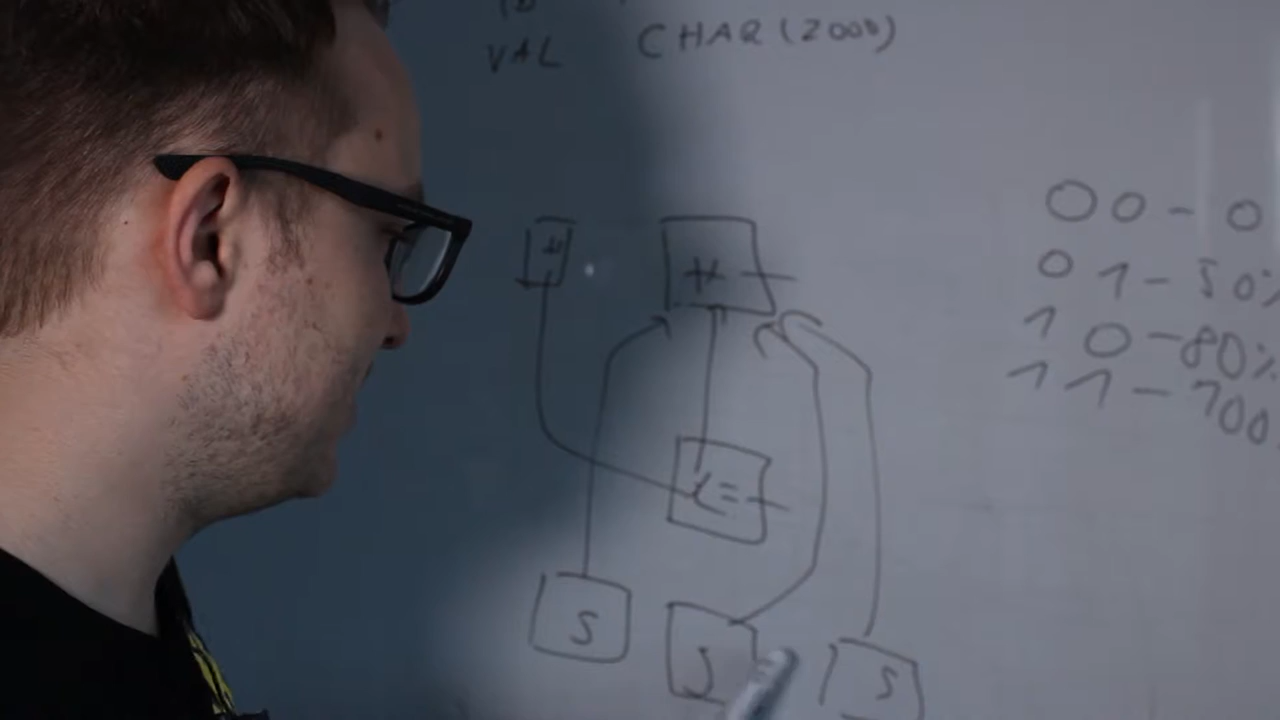 VAL CHAR(2000)
00-0
01-50%
10-80%
11-100
<=
S
S
S